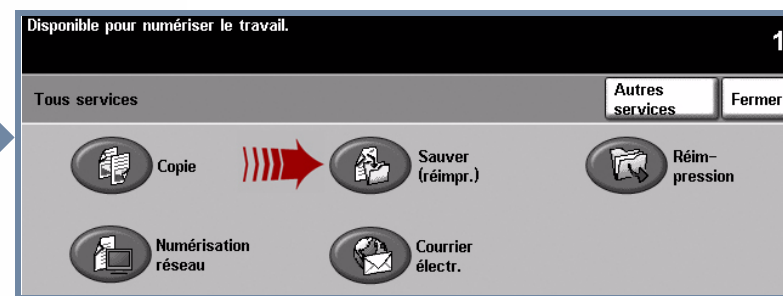 Disponible pour numériser le travail.
1
Tous services
Autres
services
Fermer
Copie
Sauver
(réimpr.)
Réim-
pression
Numérisation
réseau
Courrier
électr.